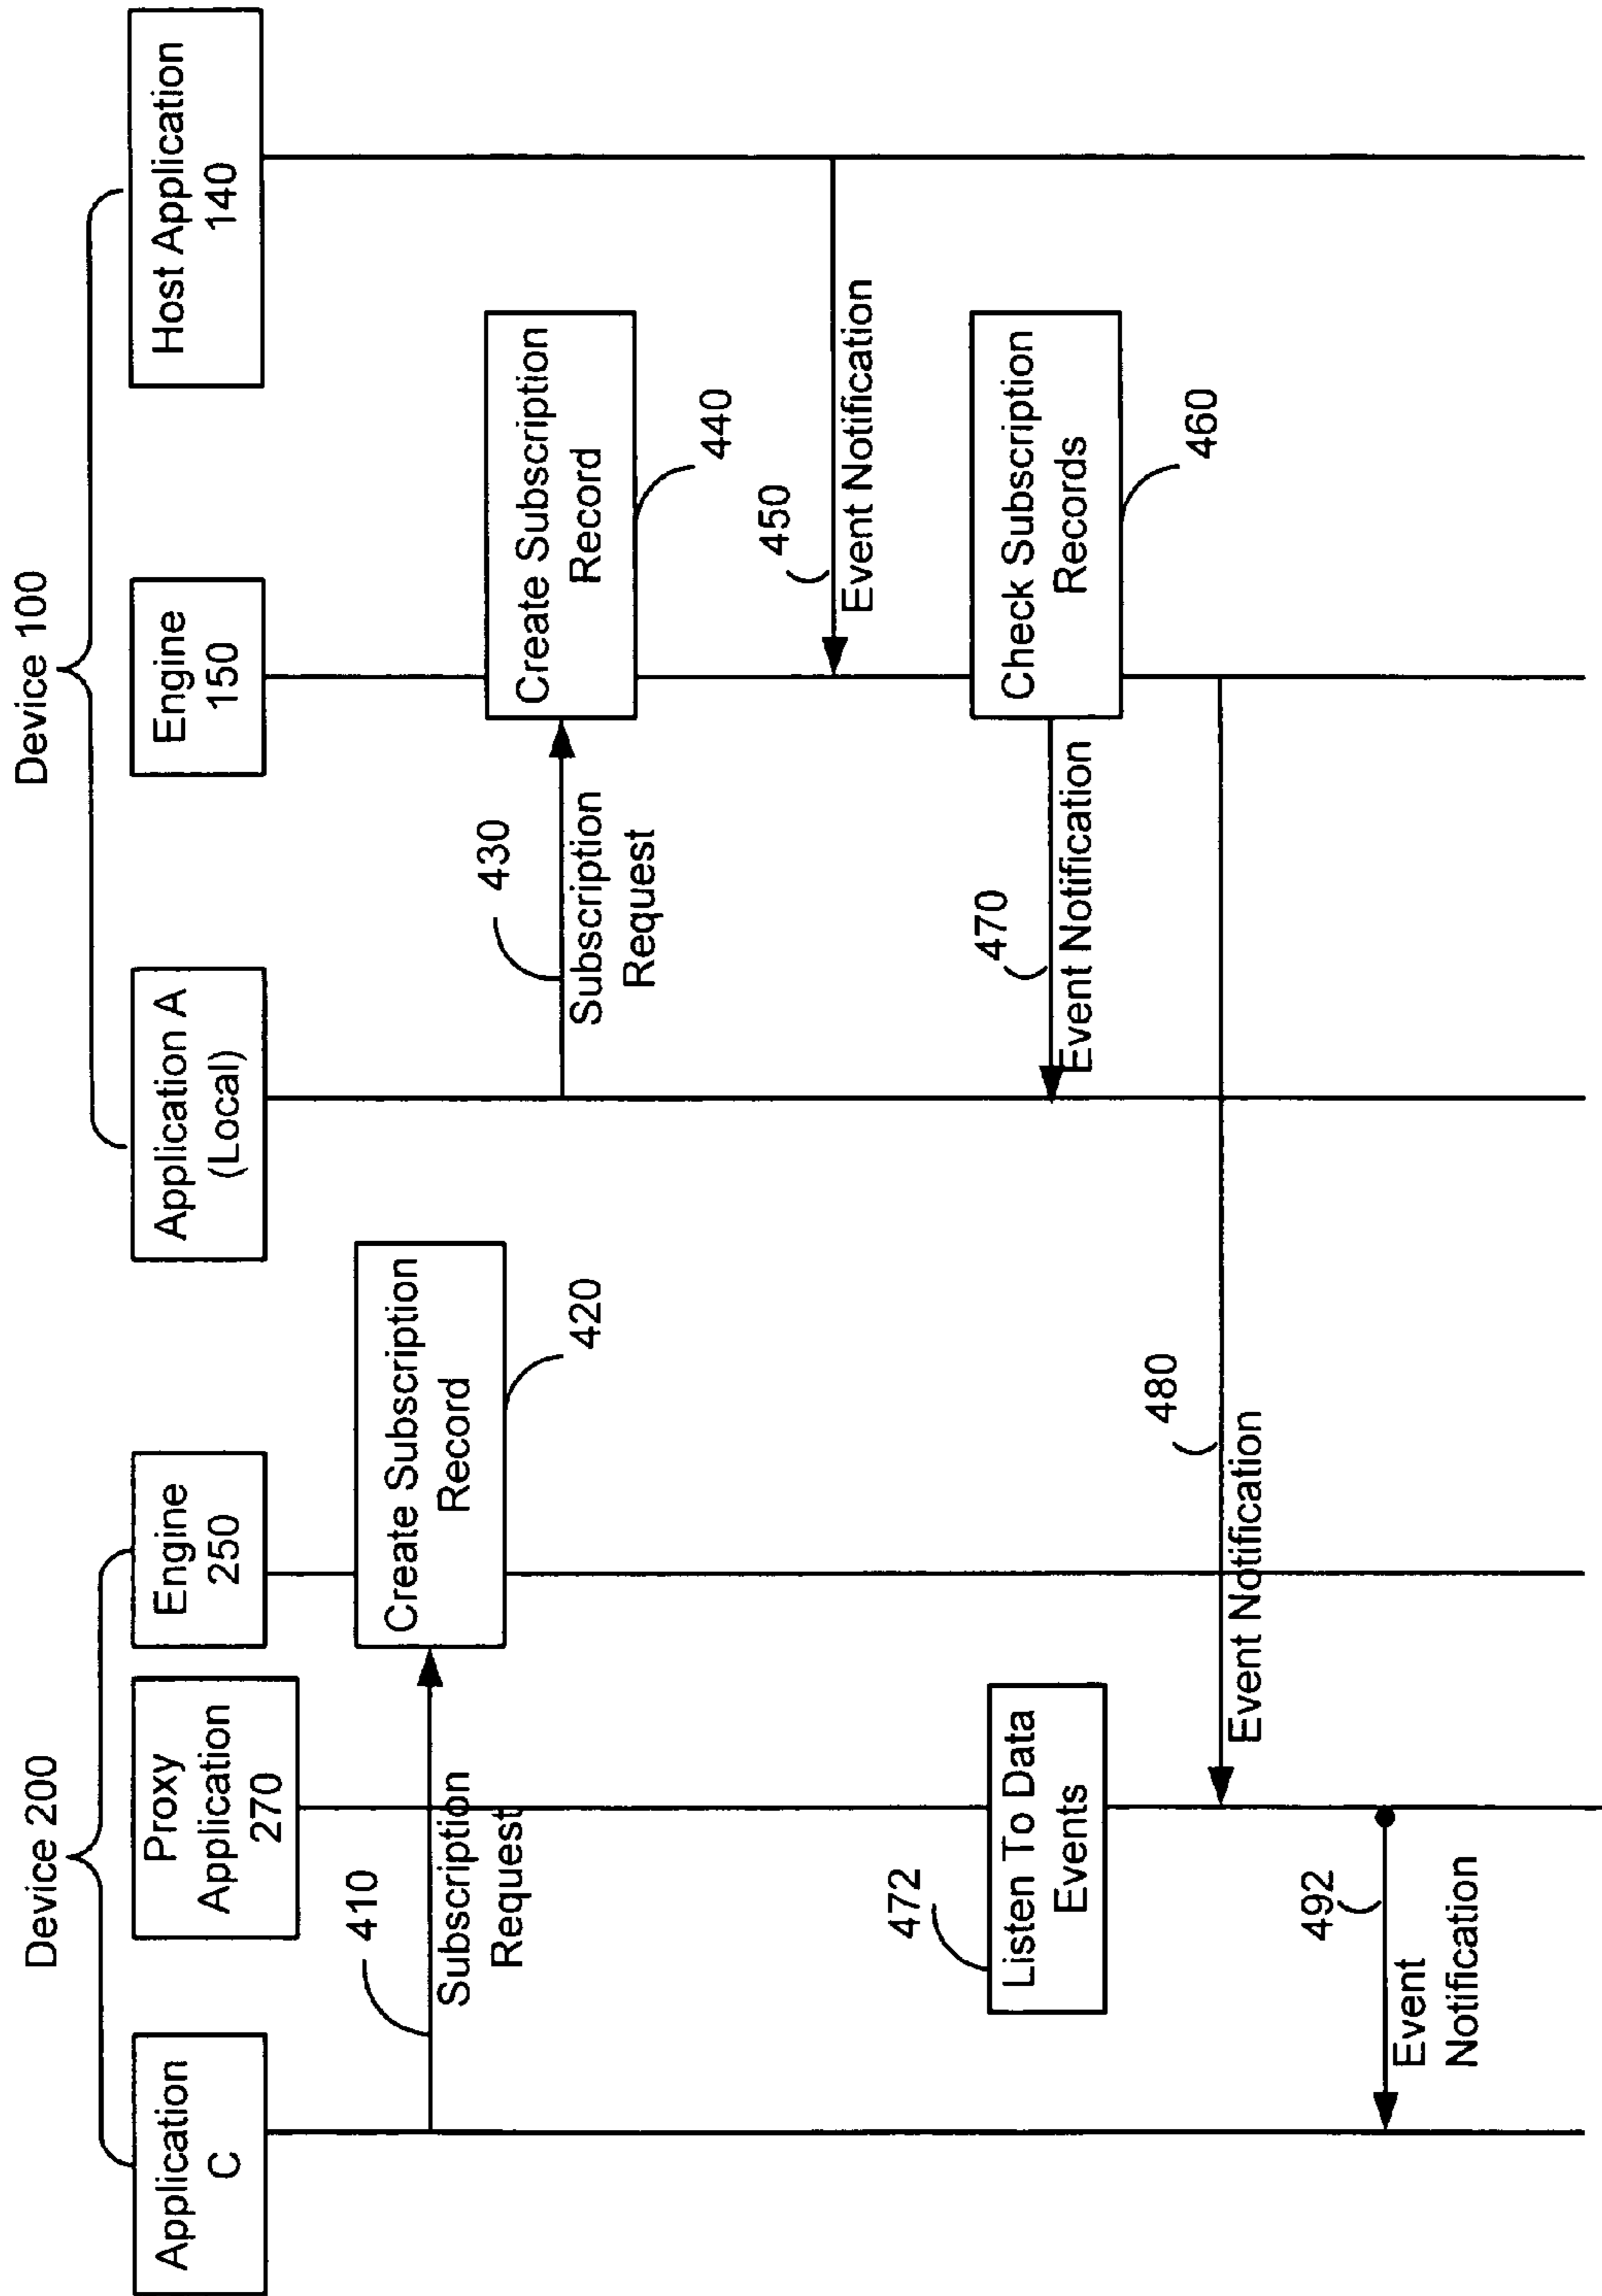 Device 200
Device 100
Application
C
Proxy
Application
270
Engine
250
Application A
(Local)
Engine
150
Host Application
140
410
Subscription
Request
Create Subscription
Record
420
430
Subscription
Request
Create Subscription
Record
440
450
Event Notification
Check Subscription
Records
460
470
Event Notification
472
Listen To Data
Events
480
Event Notification
492
Event
Notification